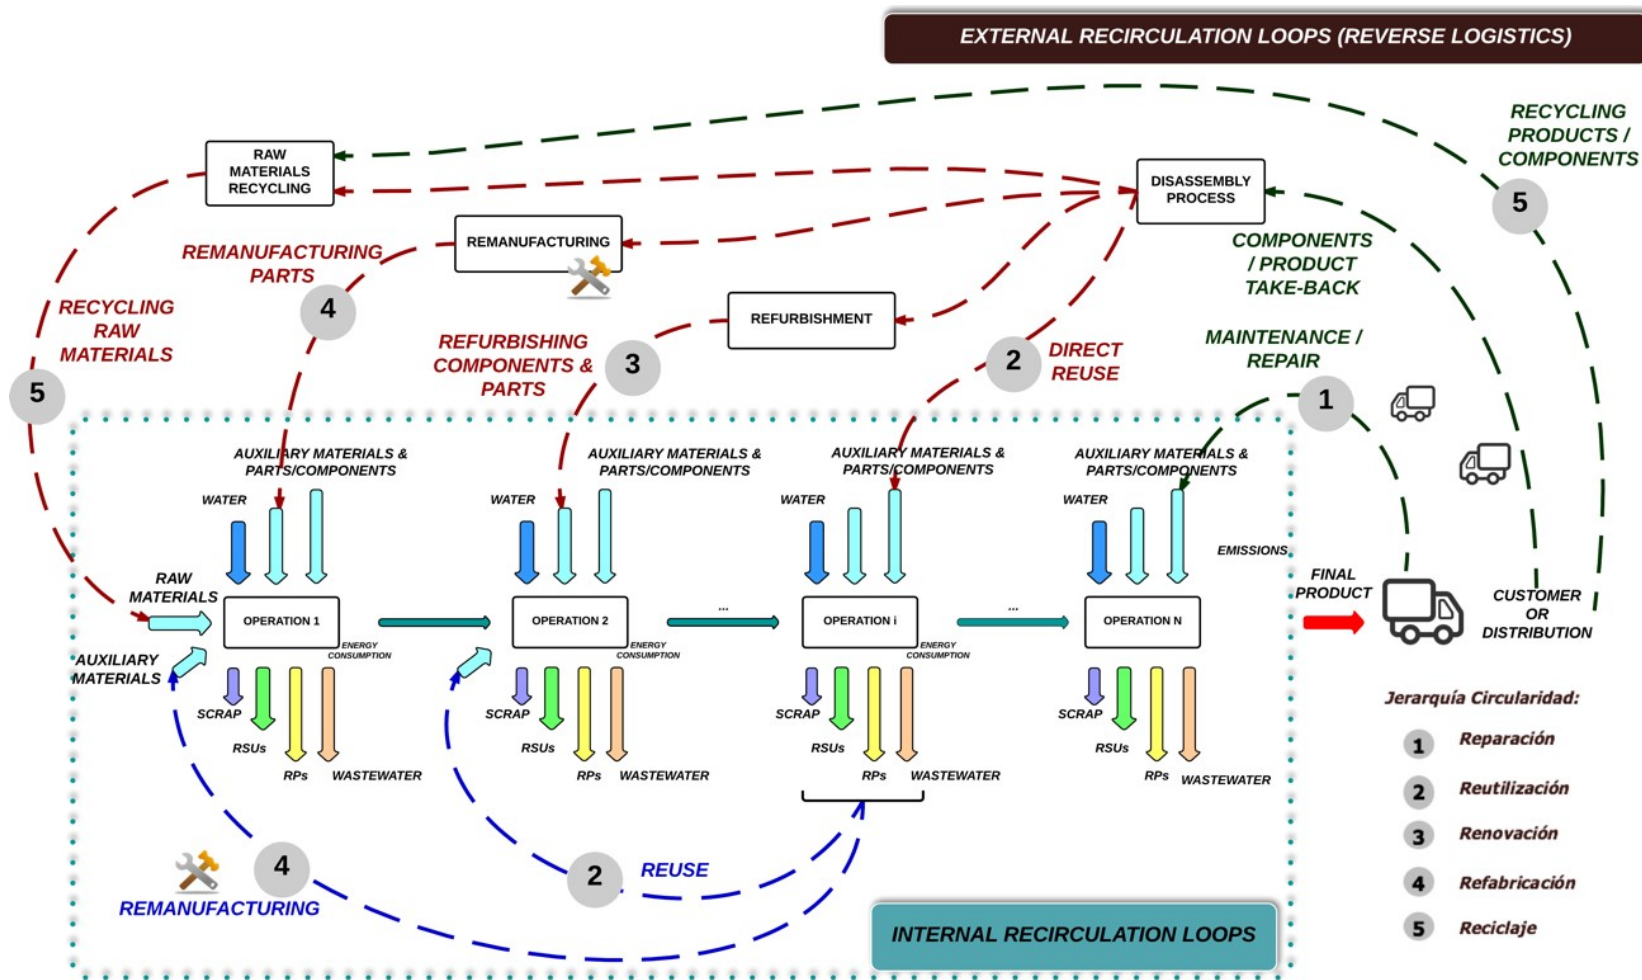 EXTERNAL RECIRCULATION LOOPS (REVERSE LOGISTICS)
RECYCLING
PRODUCTS /
COMPONENTS
5
RAW
MATERIALS
RECYCLING
DISASSEMBLY
PROCESS
REMANUFACTURING
COMPONENTS
/ PRODUCT
TAKE-BACK
REMANUFACTURING
PARTS
4
RECYCLING
RAW
MATERIALS
5
REFURBISHMENT
REFURBISHING
COMPONENTS &
PARTS
3
2
DIRECT
REUSE
MAINTENANCE /
REPAIR
1
AUXILIARY MATERIALS &
PARTS/COMPONENTS
AUXILIARY MATERIALS &
PARTS/COMPONENTS
AUXILIARY MATERIALS &
PARTS/COMPONENTS
AUXILIARY MATERIALS &
PARTS/COMPONENTS
WATER
WATER
WATER
WATER
EMISSIONS
RAW
MATERIALS
OPERATION 1
ENERGY
CONSUMPTION
OPERATION 2
ENERGY
CONSUMPTION
...
OPERATION i
ENERGY
CONSUMPTION
...
OPERATION N
FINAL
PRODUCT
CUSTOMER
OR
DISTRIBUTION
AUXILIARY
MATERIALS
SCRAP
RSUs
RPs
WASTEWATER
SCRAP
RSUs
RPs
WASTEWATER
SCRAP
RSUs
RPs
WASTEWATER
SCRAP
RSUs
RPs
WASTEWATER
4
REMANUFACTURING
2
REUSE
INTERNAL RECIRCULATION LOOPS
Jerarquía Circularidad:
1 Reparación
2 Reutilización
3 Renovación
4 Refabricación
5 Reciclaje